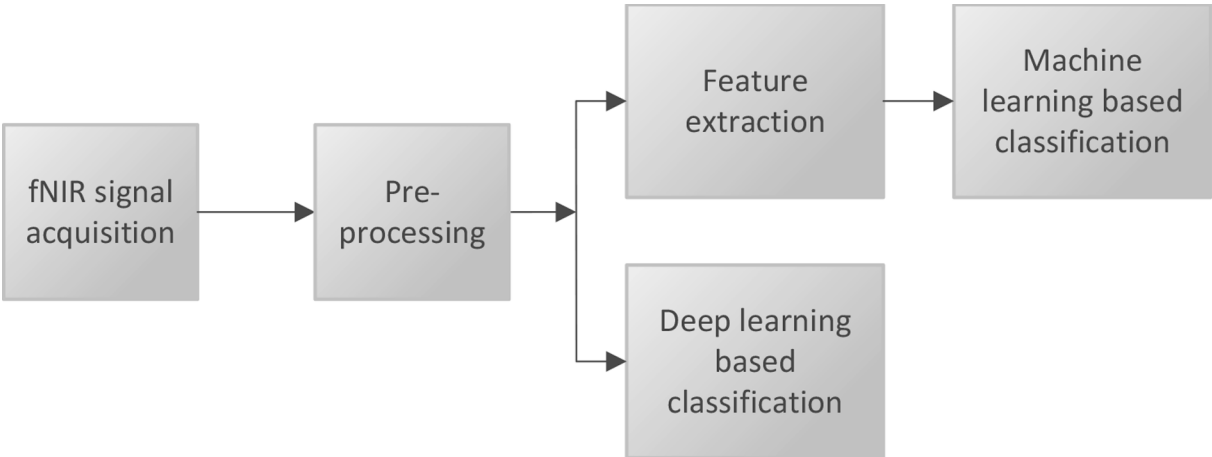 fNIR signal
acquisition
Pre-
processing
Feature
extraction
Machine
learning based
classification
Deep learning
based
classification